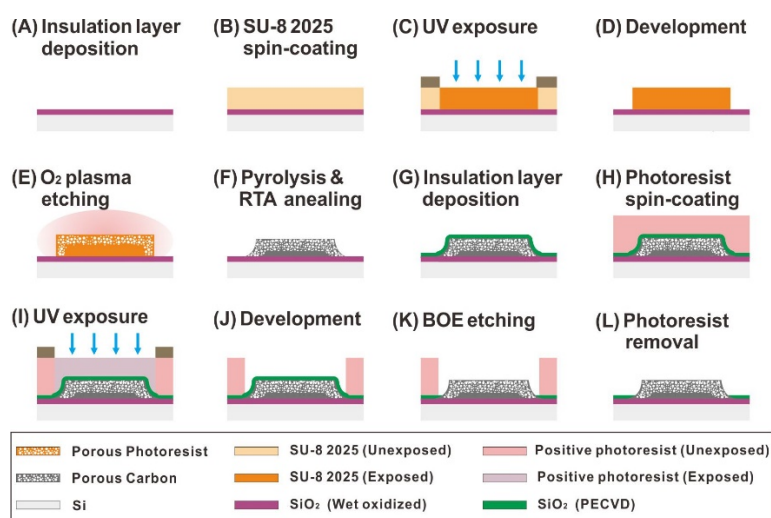 (A) Insulation layer
deposition
(B) SU-8 2025
spin-coating
(C) UV exposure
(D) Development
(E) O₂ plasma
etching
(F) Pyrolysis &
RTA anealing
(G) Insulation layer
deposition
(H) Photoresist
spin-coating
(I) UV exposure
(J) Development
(K) BOE etching
(L) Photoresist
removal
Porous Photoresist
SU-8 2025 (Unexposed)
Positive photoresist (Unexposed)
Porous Carbon
SU-8 2025 (Exposed)
Positive photoresist (Exposed)
Si
SiO₂ (Wet oxidized)
SiO₂ (PECVD)